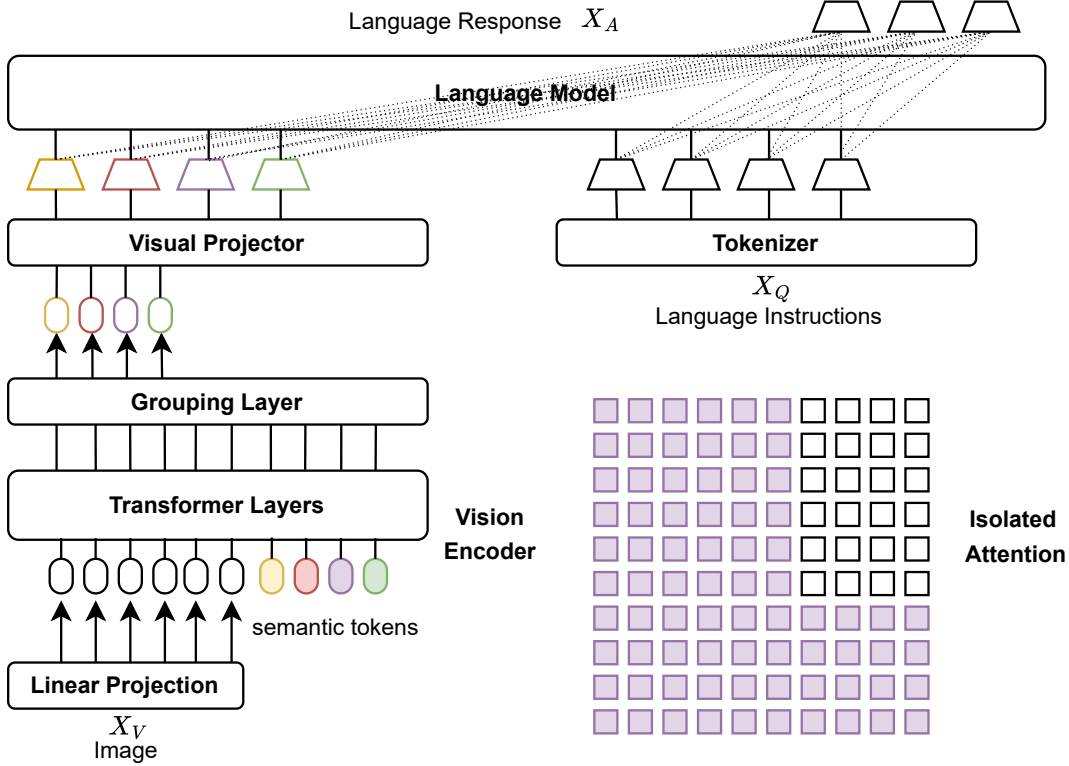 Language Response X_A
Language Model
Visual Projector
Tokenizer
X_Q
Language Instructions
Grouping Layer
Transformer Layers
Vision
Encoder
Isolated
Attention
semantic tokens
Linear Projection
X_V
Image